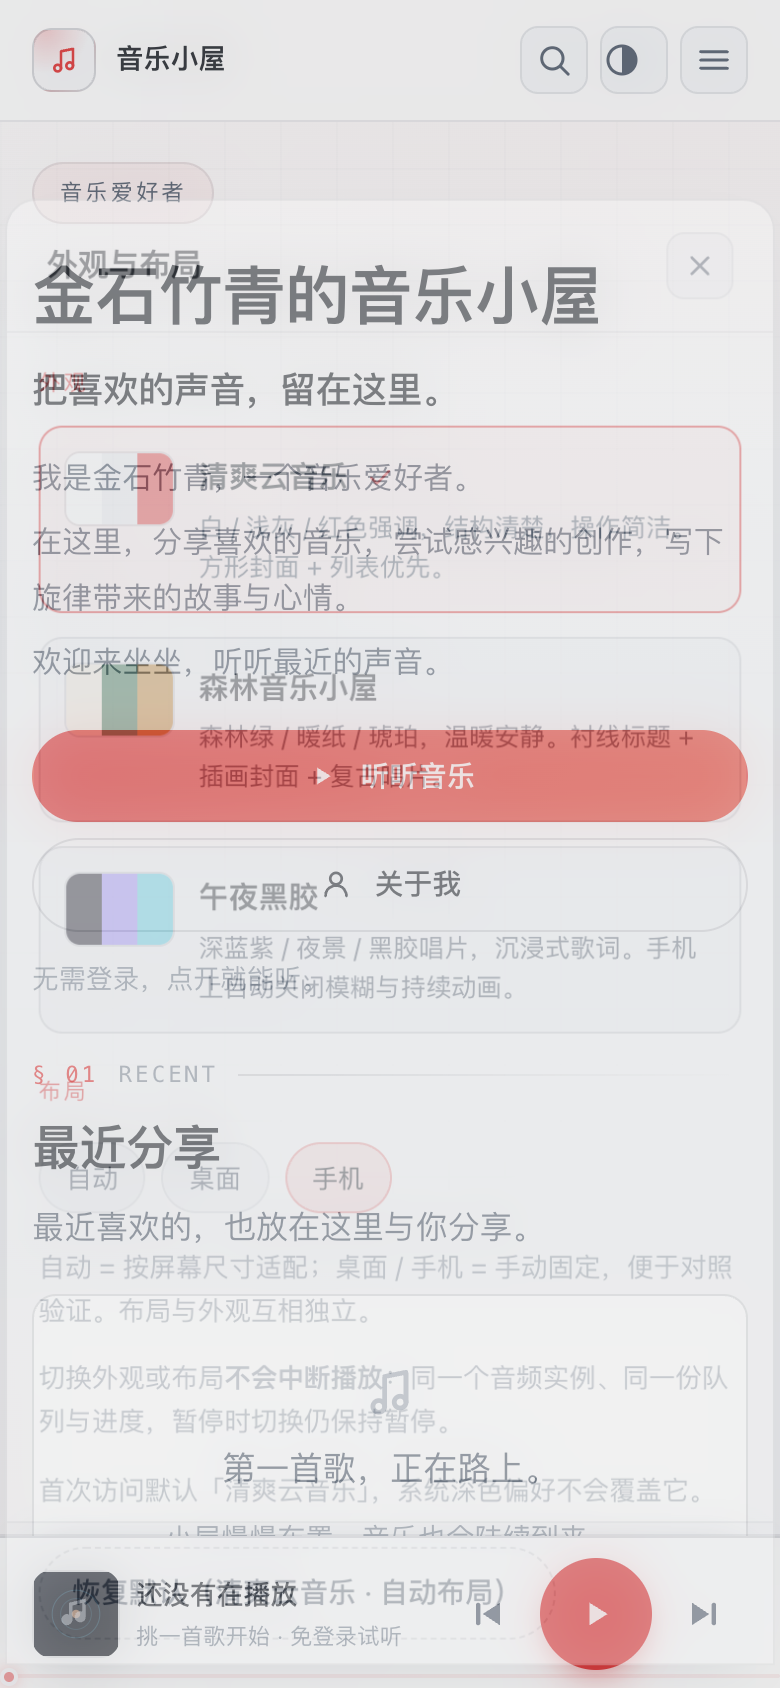 音乐小屋
音乐爱好者
外观与布局
金石竹青的音乐小屋
外观
把喜欢的声音，留在这里。
清爽云音乐
我是金石竹青，一个音乐爱好者。
白 / 浅灰 / 红色强调，结构清楚、操作简洁。
在这里，分享喜欢的音乐，尝试感兴趣的创作，写下
方形封面 + 列表优先。
旋律带来的故事与心情。
欢迎来坐坐，听听最近的声音。
森林音乐小屋
森林绿 / 暖纸 / 琥珀，温暖安静。衬线标题 +
插画封面 + 复古唱片。
听听音乐
关于我
午夜黑胶
深蓝紫 / 夜景 / 黑胶唱片，沉浸式歌词。手机
无需登录，点开就能听。
上自动关闭模糊与持续动画。
§ 01 RECENT
布局
最近分享
自动 桌面 手机
最近喜欢的，也放在这里与你分享。
自动 = 按屏幕尺寸适配；桌面 / 手机 = 手动固定，便于对照
验证。布局与外观互相独立。
切换外观或布局不会中断播放：同一个音频实例、同一份队
列与进度，暂停时切换仍保持暂停。
第一首歌，正在路上。
首次访问默认「清爽云音乐」，系统深色偏好不会覆盖它。
小屋慢慢布置，音乐也会陆续到来
恢复默认（清爽云音乐 · 自动布局）
还没有在播放
挑一首歌开始 · 免登录试听